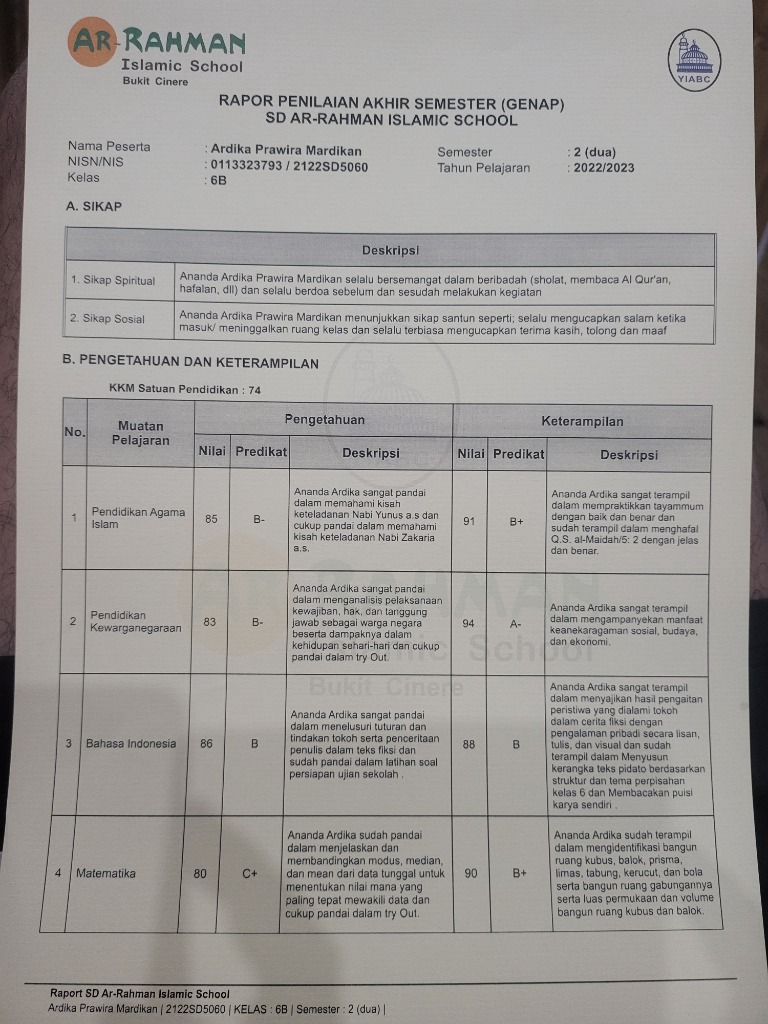 AR-RAHMAN
Islamic School
Bukit Cinere
YIABC
RAPOR PENILAIAN AKHIR SEMESTER (GENAP)
SD AR-RAHMAN ISLAMIC SCHOOL
Nama Peserta : Ardika Prawira Mardikan Semester : 2 (dua)
NISN/NIS : 0113323793 / 2122SD5060 Tahun Pelajaran : 2022/2023
Kelas : 6B
A. SIKAP
Deskripsi
1. Sikap Spiritual
Ananda Ardika Prawira Mardikan selalu bersemangat dalam beribadah (sholat, membaca Al Qur'an,
hafalan, dll) dan selalu berdoa sebelum dan sesudah melakukan kegiatan
2. Sikap Sosial
Ananda Ardika Prawira Mardikan menunjukkan sikap santun seperti; selalu mengucapkan salam ketika
masuk/ meninggalkan ruang kelas dan selalu terbiasa mengucapkan terima kasih, tolong dan maaf
B. PENGETAHUAN DAN KETERAMPILAN
KKM Satuan Pendidikan : 74
No.
Muatan
Pelajaran
Pengetahuan
Keterampilan
Nilai Predikat Deskripsi Nilai Predikat Deskripsi
1
Pendidikan Agama
Islam
85
B-
Ananda Ardika sangat pandai
dalam memahami kisah
keteladanan Nabi Yunus a.s dan
cukup pandai dalam memahami
kisah keteladanan Nabi Zakaria
a.s.
91
B+
Ananda Ardika sangat terampil
dalam mempraktikkan tayammum
dengan baik dan benar dan
sudah terampil dalam menghafal
Q.S. al-Maidah/5: 2 dengan jelas
dan benar.
2
Pendidikan
Kewarganegaraan
83
B-
Ananda Ardika sangat pandai
dalam menganalisis pelaksanaan
kewajiban, hak, dan tanggung
jawab sebagai warga negara
beserta dampaknya dalam
kehidupan sehari-hari dan cukup
pandai dalam try Out.
94
A-
Ananda Ardika sangat terampil
dalam mengampanyekan manfaat
keanekaragaman sosial, budaya,
dan ekonomi.
AR-RAHMAN
Islamic School
Bukit Cinere
3
Bahasa Indonesia
86
B
Ananda Ardika sangat pandai
dalam menelusuri tuturan dan
tindakan tokoh serta penceritaan
penulis dalam teks fiksi dan
sudah pandai dalam latihan soal
persiapan ujian sekolah .
88
B
Ananda Ardika sangat terampil
dalam menyajikan hasil pengaitan
peristiwa yang dialami tokoh
dalam cerita fiksi dengan
pengalaman pribadi secara lisan,
tulis, dan visual dan sudah
terampil dalam Menyusun
kerangka teks pidato berdasarkan
struktur dan tema perpisahan
kelas 6 dan Membacakan puisi
karya sendiri .
4
Matematika
80
C+
Ananda Ardika sudah pandai
dalam menjelaskan dan
membandingkan modus, median,
dan mean dari data tunggal untuk
menentukan nilai mana yang
paling tepat mewakili data dan
cukup pandai dalam try Out.
90
B+
Ananda Ardika sudah terampil
dalam mengidentifikasi bangun
ruang kubus, balok, prisma,
limas, tabung, kerucut, dan bola
serta bangun ruang gabungannya
serta luas permukaan dan volume
bangun ruang kubus dan balok.
Raport SD Ar-Rahman Islamic School
Ardika Prawira Mardikan | 2122SD5060 | KELAS : 6B | Semester : 2 (dua) |